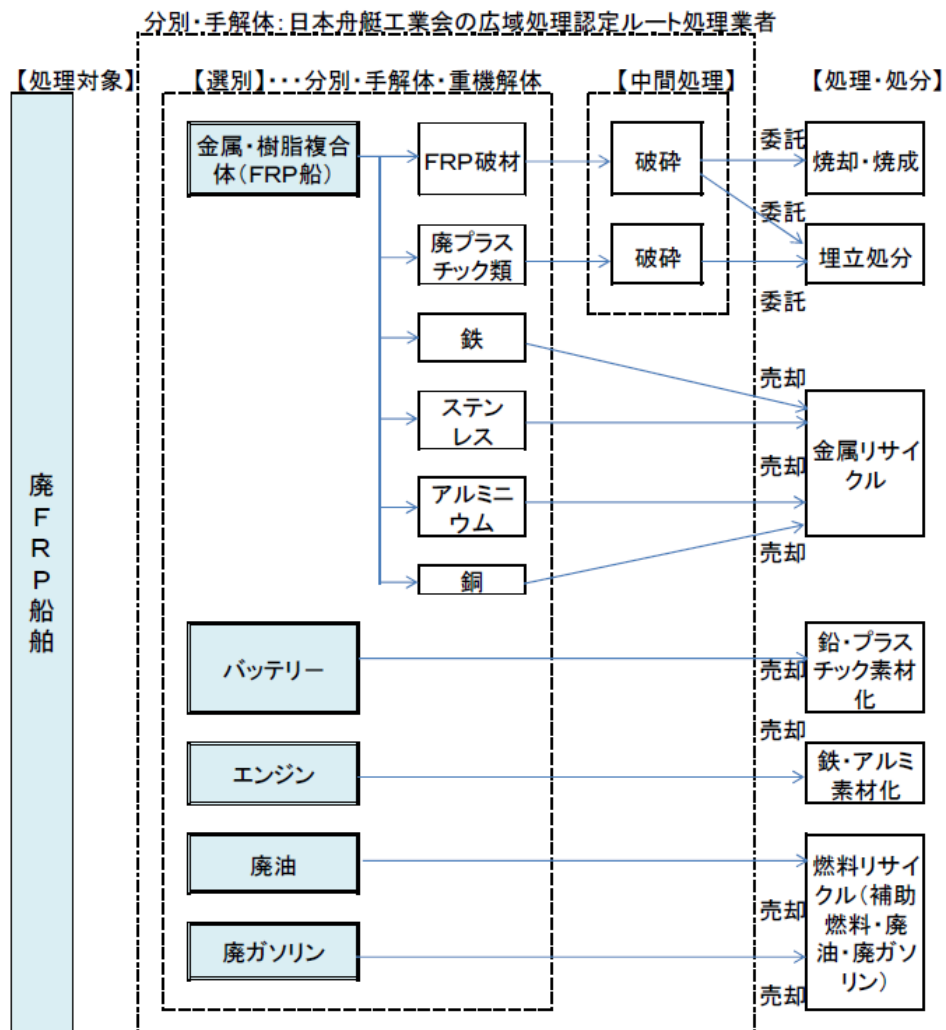 分別・手解体：日本舟艇工業会の広域処理認定ルート処理業者
【処理対象】
【選別】・・・分別・手解体・重機解体
【中間処理】
【処理・処分】
廃
F
R
P
船
舶
金属・樹脂複合
体（FRP船）
FRP破材
破砕
委託
焼却・焼成
廃プラス
チック類
破砕
委託
埋立処分
委託
鉄
売却
ステン
レス
売却
金属リサイ
クル
アルミニ
ウム
売却
銅
バッテリー
売却
鉛・プラス
チック素材
化
エンジン
売却
鉄・アルミ
素材化
廃油
売却
燃料リサイ
クル（補助
燃料・廃
油・廃ガソ
リン）
廃ガソリン
売却